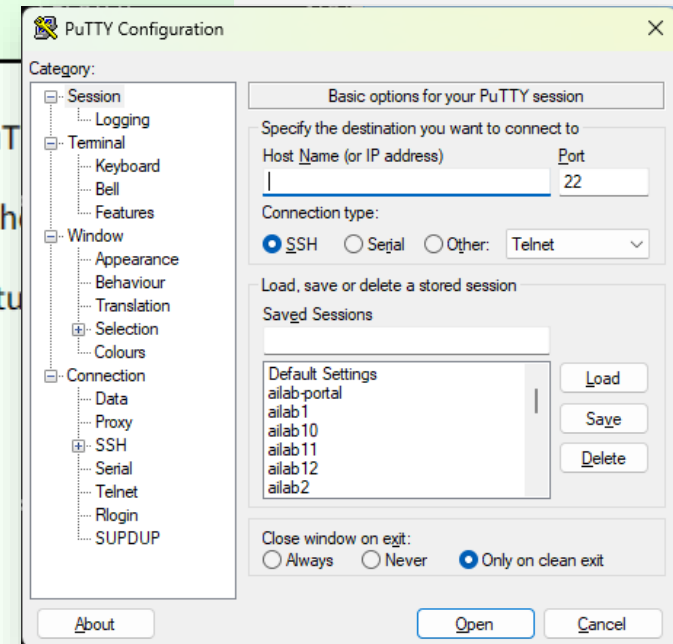 PuTTY Configuration
Category:
Session
Logging
Terminal
Keyboard
Bell
Features
Window
Appearance
Behaviour
Translation
Selection
Colours
Connection
Data
Proxy
SSH
Serial
Telnet
Rlogin
SUPDUP
Basic options for your PuTTY session
Specify the destination you want to connect to
Host Name (or IP address) Port
22
Connection type:
SSH Serial Other: Telnet
Load, save or delete a stored session
Saved Sessions
Default Settings
ailab-portal
ailab1
ailab10
ailab11
ailab12
ailab2
Load
Save
Delete
Close window on exit:
Always Never Only on clean exit
About Open Cancel